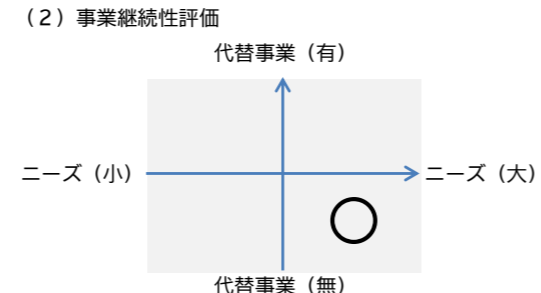 （２）事業継続性評価
代替事業（有）
ニーズ（小）
ニーズ（大）
代替事業（無）